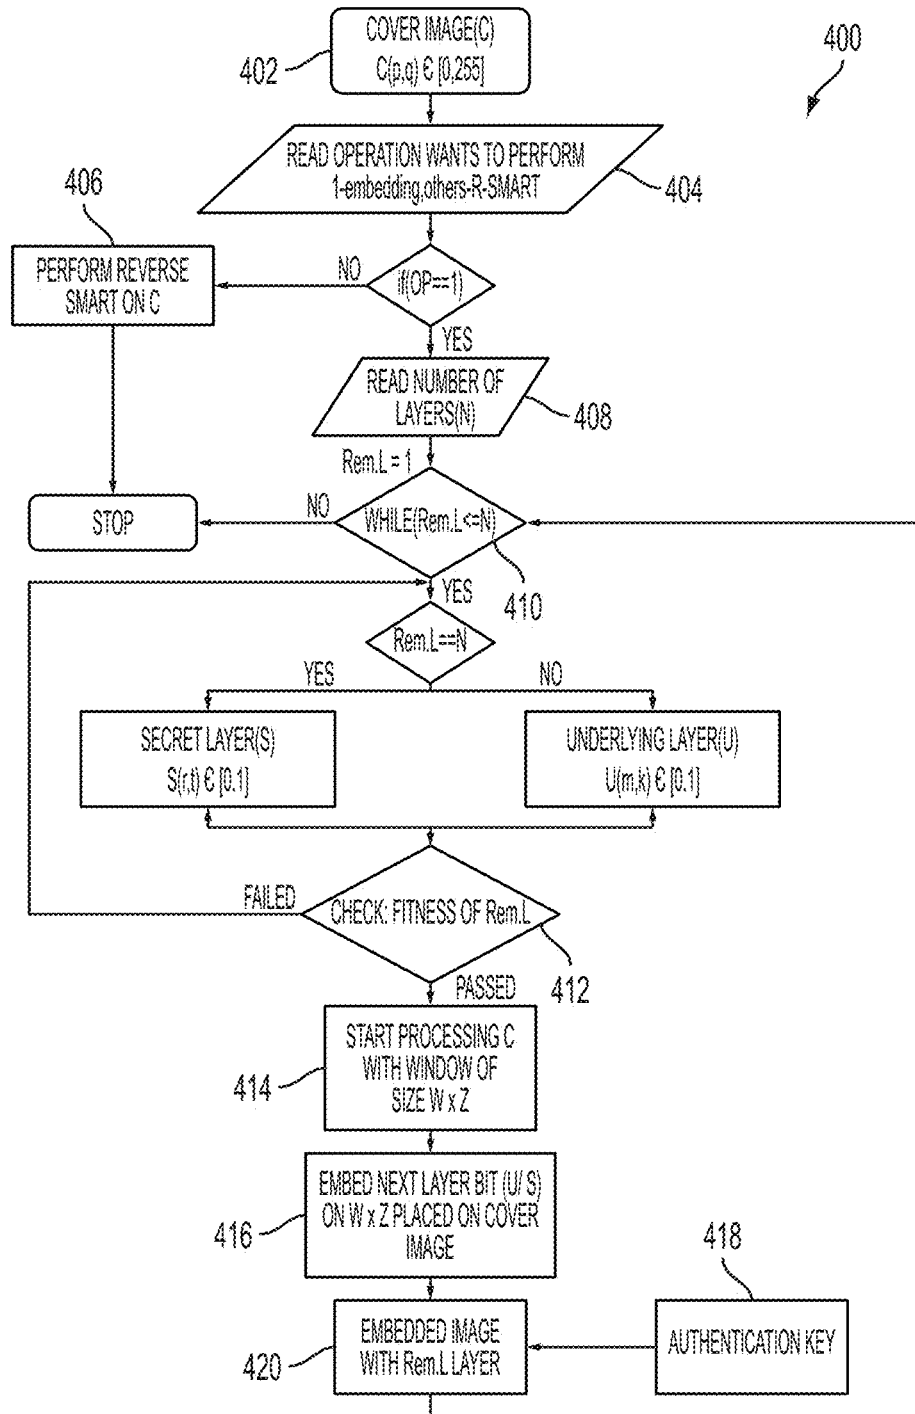 COVER IMAGE(C)
C(p,q) Є [0,255]
402
400
READ OPERATION WANTS TO PERFORM
1-embedding,others-R-SMART
404
406
PERFORM REVERSE
SMART ON C
NO
if(OP==1)
YES
READ NUMBER OF
LAYERS(N)
408
Rem.L = 1
STOP
NO
WHILE(Rem.L<=N)
410
YES
Rem.L==N
YES
NO
SECRET LAYER(S)
S(r,t) Є [0.1]
UNDERLYING LAYER(U)
U(m,k) Є [0.1]
FAILED
CHECK: FITNESS OF Rem.L
412
PASSED
START PROCESSING C
WITH WINDOW OF
SIZE W x Z
414
EMBED NEXT LAYER BIT (U/ S)
ON W x Z PLACED ON COVER
IMAGE
416
418
EMBEDDED IMAGE
WITH Rem.L LAYER
420
AUTHENTICATION KEY